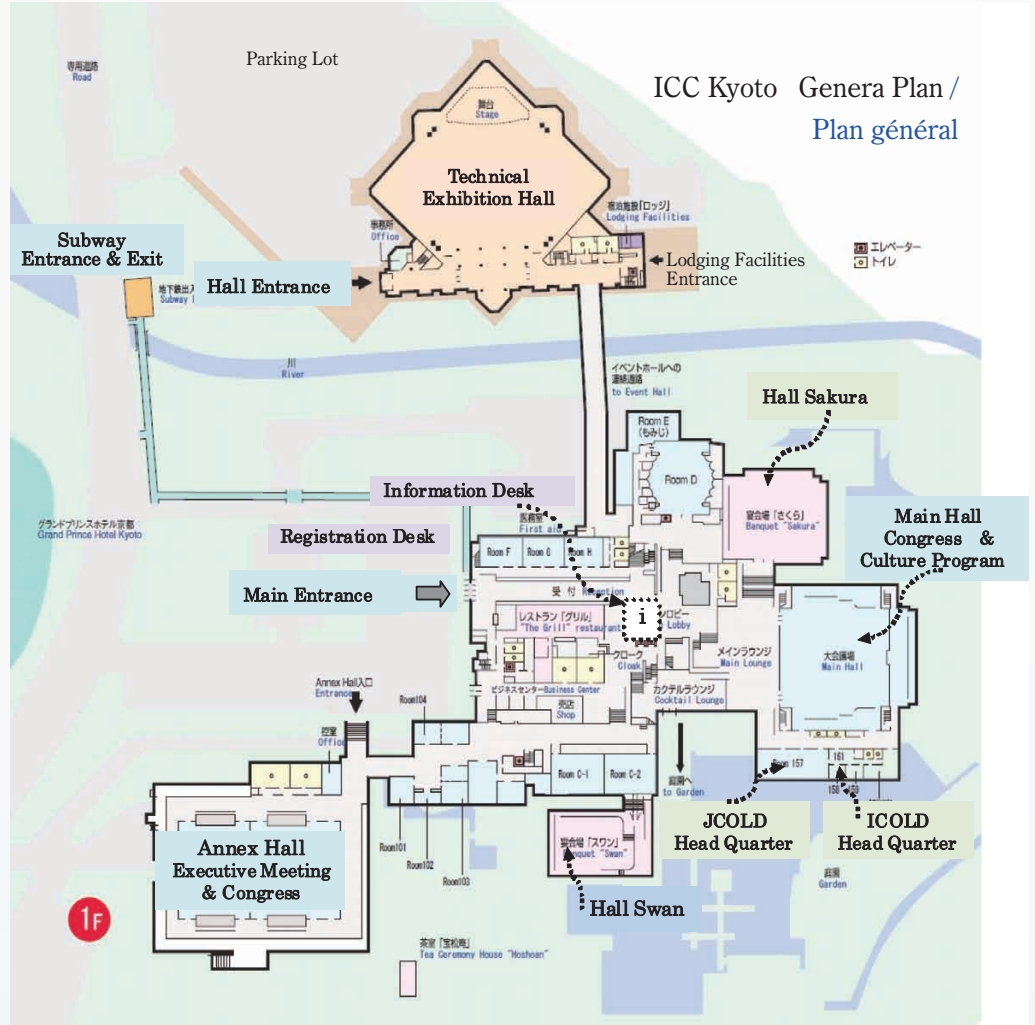 専用道路
Road
Parking Lot
ICC Kyoto Genera Plan /
Plan général
舞台
Stage
Technical
Exhibition Hall
宿泊施設「ロッジ」
Lodging Facilities
事務所
Office
Subway
Entrance & Exit
エレベーター
トイレ
Lodging Facilities
Entrance
Hall Entrance
地下鉄出入
Subway
川
River
イベントホールへの
連絡通路
to Event Hall
Hall Sakura
Room E
(もみじ)
Room D
宴会場「さくら」
Banquet "Sakura"
Information Desk
医務室
First aid
Main Hall
Congress &
Culture Program
グランドプリンスホテル京都
Grand Prince Hotel Kyoto
Registration Desk
Room F
Room G
Room H
Main Entrance
受付 Reception
レストラン「グリル」
"The Grill" restaurant
i
ロビー
Lobby
クローク
Cloak
メインラウンジ
Main Lounge
大会議場
Main Hall
ビジネスセンター Business Center
カクテルラウンジ
Cocktail Lounge
売店
Shop
Annex Hall入口
Entrance
Room104
控室
Office
Room C-1
Room C-2
庭園へ
to Garden
Room 157
161
158
159
Room101
Room102
Room103
JCOLD
Head Quarter
ICOLD
Head Quarter
Annex Hall
Executive Meeting
& Congress
宴会場「スワン」
Banquet "Swan"
庭園
Garden
Hall Swan
1F
茶室「宝松庵」
Tea Ceremony House "Hoshoan"